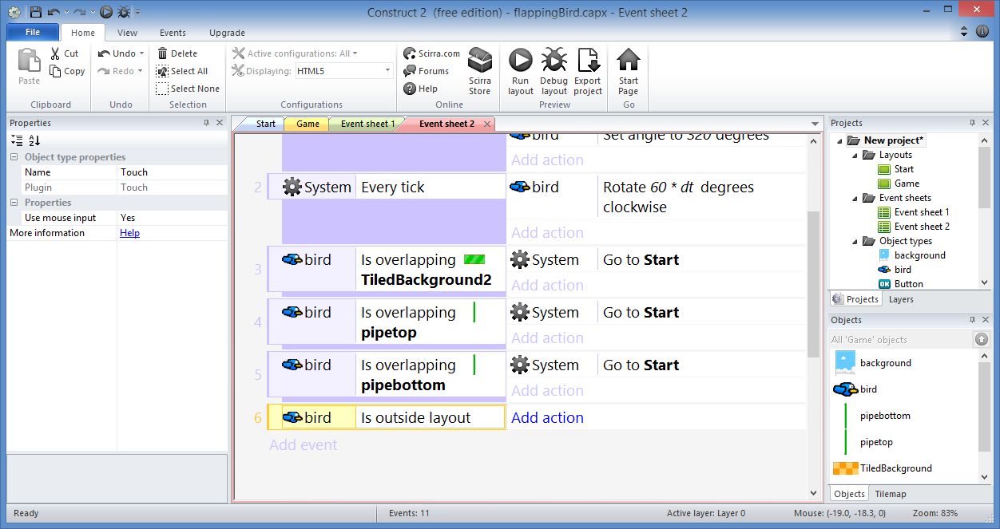 Construct 2 (free edition) - flappingBird.capx - Event sheet 2
File Home View Events Upgrade
Paste
Cut
Copy
Clipboard
Undo
Redo
Undo
Delete
Select All
Select None
Selection
Active configurations: All
Displaying: HTML5
Configurations
Scirra.com
Forums
Help
Scirra
Store
Online
Run
layout
Debug
layout
Export
project
Preview
Start
Page
Go
Properties
Object type properties
Name Touch
Plugin Touch
Properties
Use mouse input Yes
More information Help
Start Game Event sheet 1 Event sheet 2
bird Set angle to 320 degrees
Add action
2 System Every tick bird Rotate 60 * dt degrees
clockwise
Add action
3 bird Is overlapping System Go to Start
TiledBackground2 Add action
4 bird Is overlapping System Go to Start
pipetop Add action
5 bird Is overlapping System Go to Start
pipebottom Add action
6 bird Is outside layout Add action
Add event
Projects
New project*
Layouts
Start
Game
Event sheets
Event sheet 1
Event sheet 2
Object types
background
bird
OK Button
Projects Layers
Objects
All 'Game' objects
background
bird
pipebottom
pipetop
TiledBackground
Objects Tilemap
Ready Events: 11 Active layer: Layer 0 Mouse: (-19.0, -18.3, 0) Zoom: 83%